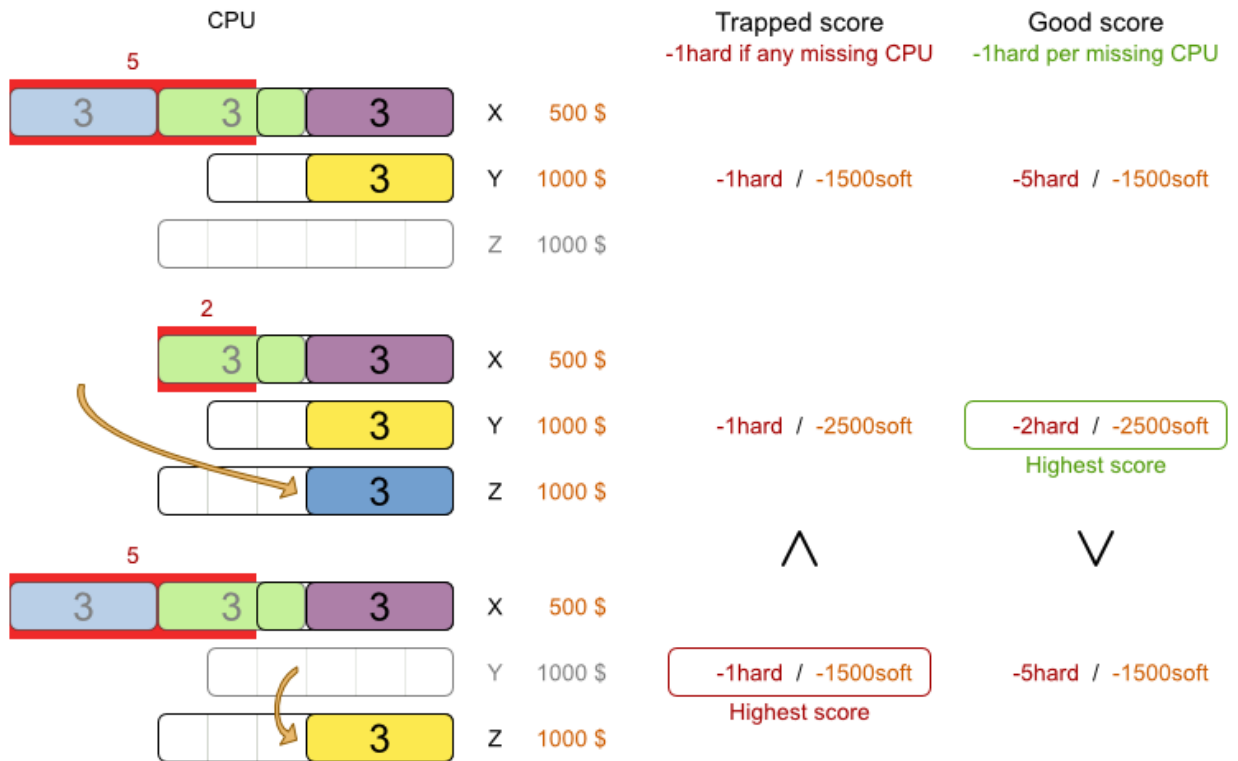 CPU Trapped score Good score
-1hard if any missing CPU -1hard per missing CPU
5
3 3 3 X 500 $
3 Y 1000 $ -1hard / -1500soft -5hard / -1500soft
Z 1000 $
2
3 3 X 500 $
3 Y 1000 $ -1hard / -2500soft -2hard / -2500soft
Highest score
3 Z 1000 $
5
3 3 3 X 500 $
Y 1000 $ -1hard / -1500soft -5hard / -1500soft
Highest score
3 Z 1000 $